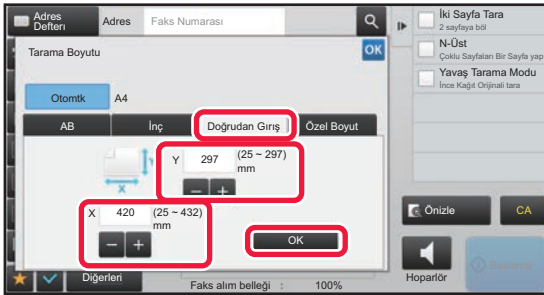 Adres Defteri
Adres
Faks Numarası
Tarama Boyutu
OK
Otomtk
A4
AB
İnç
Doğrudan Gırış
Özel Boyut
Y
Y 297 (25 ~ 297) mm
X
X 420 (25 ~ 432) mm
OK
Diğerleri
Faks alım belleği : 100%
İki Sayfa Tara
2 sayfaya böl
N-Üst
Çoklu Sayfaları Bir Sayfa yap
Yavaş Tarama Modu
İnce Kağıt Orijinali tara
Önizle
CA
Hoparlör